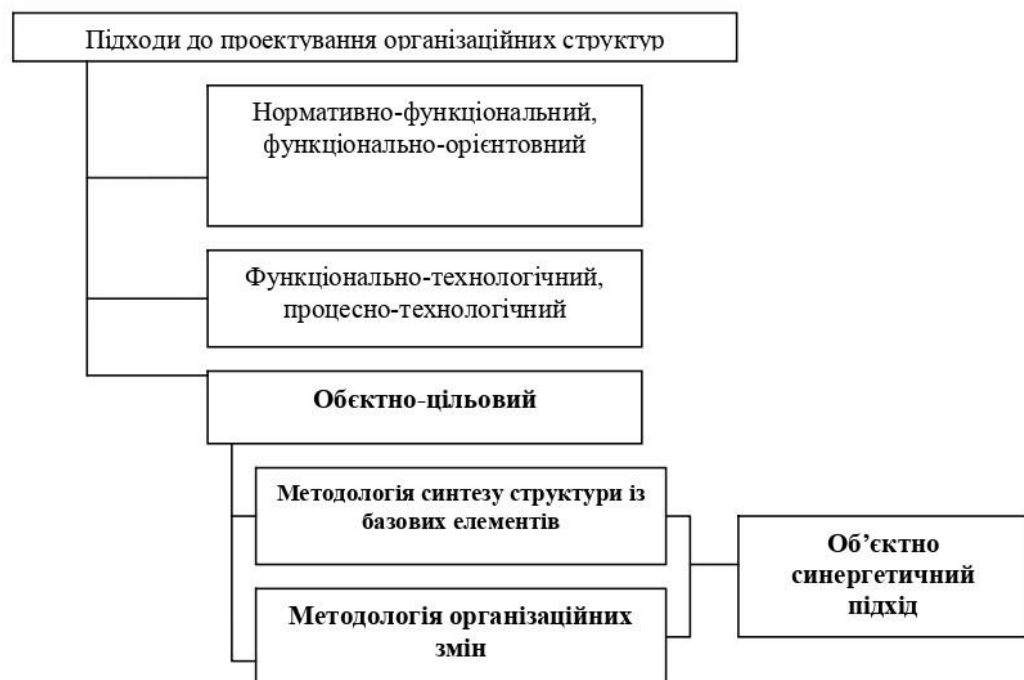 Підходи до проектування організаційних структур
Нормативно-функціональний,
функціонально-орієнтовний
Функціонально-технологічний,
процесно-технологічний
Обєктно-цільовий
Методологія синтезу структури із
базових елементів
Методологія організаційних
змін
Об’єктно
синергетичний
підхід